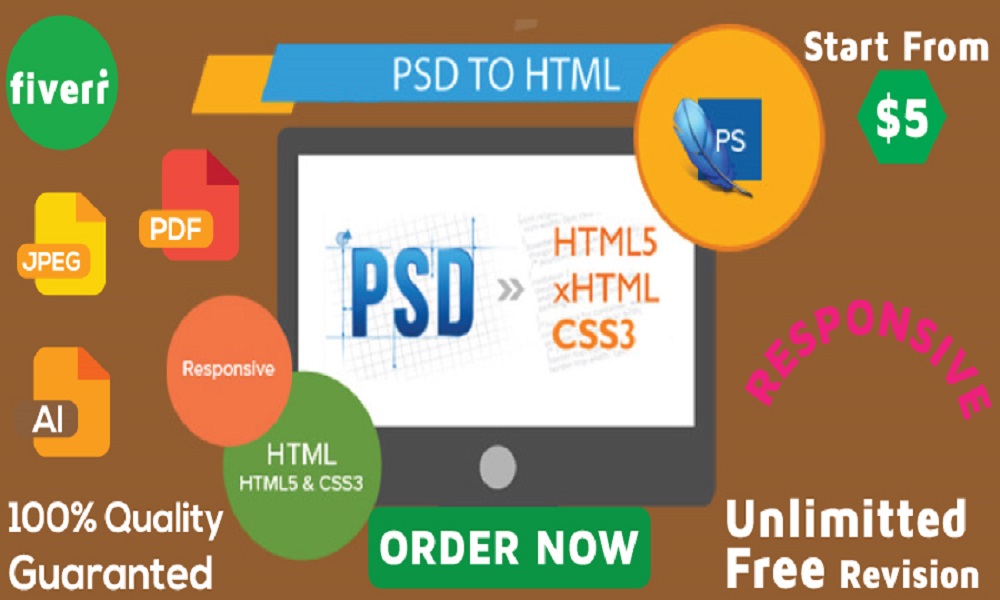 fiverr
PSD TO HTML
Start From
$5
PS
JPEG
PDF
AI
PSD
»
HTML5
xHTML
CSS3
Responsive
HTML
HTML5 & CSS3
RESPONSIVE
100% Quality
Guaranted
ORDER NOW
Unlimitted
Free Revision